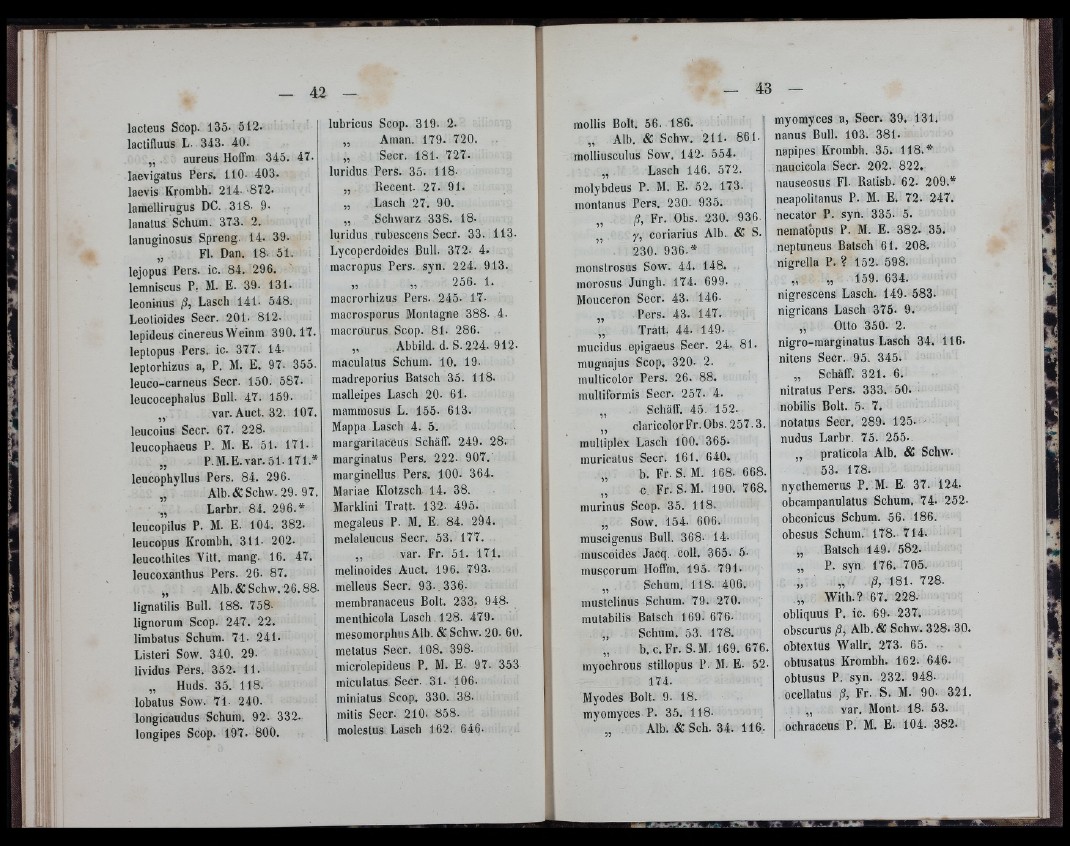 — 42 —
lacteus Scop. 135. 512.
lactifluus L. 343. 40.
„ aureus Hoffm 345. 47.
laevigatus Pers. 110. 403.
laevis Krombh. 214. 872.
lamellirugus DC. 318. 9.
lanatus Schum. 373. 2.
lanuginosus Spreng. 14. 39.
„ Fl. Dan. 18. 51.
lejopus Pers. ic. 84. 296.
lemniscus P. M. E. 39. 131.
leoninus β, Lasch 141. 548.
Leotioides Secr. 201. 812.
lepideus cinereus Weinm 390. 17.
leptopus Pers. ic. 377. 14.
leptorhizus a, P. M. E. 97. 355.
leuco-carneus Secr. 150. 587.
leucocephalus Bull. 47. 159.
„ var. Auct. 32. 107.
leucoius Secr. 67. 228.
leucophaeus P. M. E. 51. 171.
„ P. M. E. var. 51. 171.*
leucophyllus Pers. 84. 296.
„ Alb. & Schw. 29. 97.
„ Larbr. 84. 296.*
leucopilus P. M. E. 104. 382.
leucopus Krombh. 311. 202.
leucothites Vitt. mang. 16. 47.
leucoxanthus Pers. 26. 87.
„ Alb. & Schw. 26. 88.
lignatilis Bull. 188. 758.
lignorum Scop. 247. 22.
limbatus Schum. 71. 241.
Listeri Sow. 340. 29.
lividus Pers. 352. 11.
„ Huds. 35. 118.
lobatus Sow. 71. 240.
longicaudus Schum. 92. 332.
longipes Scop. 197. 800.
lubricus Scop. 319. 2.
„ Aman. 179. 720.
„ Secr. 181. 727.
luridus Pers. 35. 118.
„ Recent. 27. 91.
„ Lasch 27. 90.
„ Schwarz 338. 18.
luridus rubescens Secr. 33. 113.
Lycoperdoides Bull. 372. 4.
macropus Pers. syn. 224. 913.
„ „ 256. 1.
macrorhizus Pers. 245. 17.
macrosporus Montagne 388. 4.
macrourus Scop. 81. 286.
„ Abbild. d. S. 224. 912.
maculatus Schum. 10. 19.
madreporius Batsch 35. 118.
malleipes Lasch 20. 61.
mammosus L. 155. 613.
Mappa Lasch 4. 5.
margaritaceus Schäff. 249. 28.
marginatus Pers. 222. 907.
marginellus Pers. 100. 364.
Mariae Klotzsch 14. 38.
Marklini Tratt. 132. 495.
megaleus P. M. E. 84. 294.
melaleucus Secr. 53. 177.
„ var. Fr. 51. 171.
melinoides Auct. 196. 793.
melleus Secr. 93. 336.
membranaceus Bolt. 233. 948.
menthicola Lasch 128. 479.
mesomorphus Alb. & Schw. 20. 60.
metatus Secr. 108. 398.
microlepideus P. M. E. 97. 353
miculatus. Secr. 31. 106.
miniatus Scop. 330. 38.
mitis Secr. 210. 858.
molestus Lasch 162. 646.
— 43 —
mollis Bolt. 56. 186.
„ Alb. & Schw. 211. 861.
molliusculus Sow. 142. 554.
„ Lasch 146. 572.
molybdeus P. M. E. 52. 173.
montanus Pers. 230. 935.
„ β, Fr. Obs. 230. 936.
„ γ, coriarius Alb. & S.
230. 936.*
monstrosus Sow. 44. 148.
morosus Jungh. 174. 699.
Mouceron Secr. 43. 146.
„ Pers. 43. 147.
„ Tratt. 44. 149.
mucidus epigaeus Secr. 24. 81.
mugnajus Scop. 320. 2.
multicolor Pers. 26. 88.
multiformis Secr. 257. 4.
„ Schäff. 45. 152.
„ claricolor Fr. Obs. 257. 3.
multiplex Lasch 100. 365.
muricatus Secr. 161. 640.
„ b. Fr. S. M. 168. 668.
„ c. Fr. S. M. 190. 768.
murinus Scop. 35. 118.
„ Sow. 154. 606.
muscigenus Bull. 368. 14.
muscoides Jacq. coll. 365. 5.
muscorum Hoffm. 195. 791.
„ Schum. 118. 406.
mustelinus Schum. 79. 270.
mutabilis Batsch 169. 676.
„ Schum. 53. 178.
„ b. c. Fr. S. M. 169. 676.
myochrous stillopus P. M. E. 52.
174.
Myodes Bolt. 9. 18.
myomyces P. 35. 118.
„ Alb. & Sch. 34. 116.
myomyces a, Secr. 39. 131.
nanus Bull. 103. 381.
napipes Krombh. 35. 118.*
naucicola Secr. 202. 822.
nauseosus Fl. Ratisb. 62. 209.*
neapolitanus P. M. E. 72. 247.
necator P. syn. 335. 5.
nematopus P. M. E. 382. 35.
neptuneus Batsch 61. 208.
nigrella P. ? 152. 598.
„ „ 159. 634.
nigrescens Lasch. 149. 583.
nigricans Lasch 375. 9.
„ Otto 350. 2.
nigro-marginatus Lasch 34. 116.
nitens Secr. 95. 345.
„ Schäff. 321. 6.
nitratus Pers. 333. 50.
nobilis Bolt. 5. 7.
notatus Secr. 289. 125.
nudus Larbr. 75. 255.
„ praticola Alb. & Schw.
53. 178.
nycthemerus P. M. E. 37. 124.
obcampanulatus Schum. 74. 252.
obconicus Schum. 56. 186.
obesus Schum. 178. 714.
„ Batsch 149. 582.
„ P. syn 176. 705.
„ „ β, 181. 728.
„ With.? 67. 228.
obliquus P. ic. 69. 237.
obscurus β, Alb. & Schw. 328. 30.
obtextus Wallr. 273. 65.
obtusatus Krombh. 162. 646.
obtusus P. syn. 232. 948.
ocellatus β, Fr. S. M. 90. 321.
„ var. Mont. 18. 53.
ochraceus P. M. E. 104. 382.